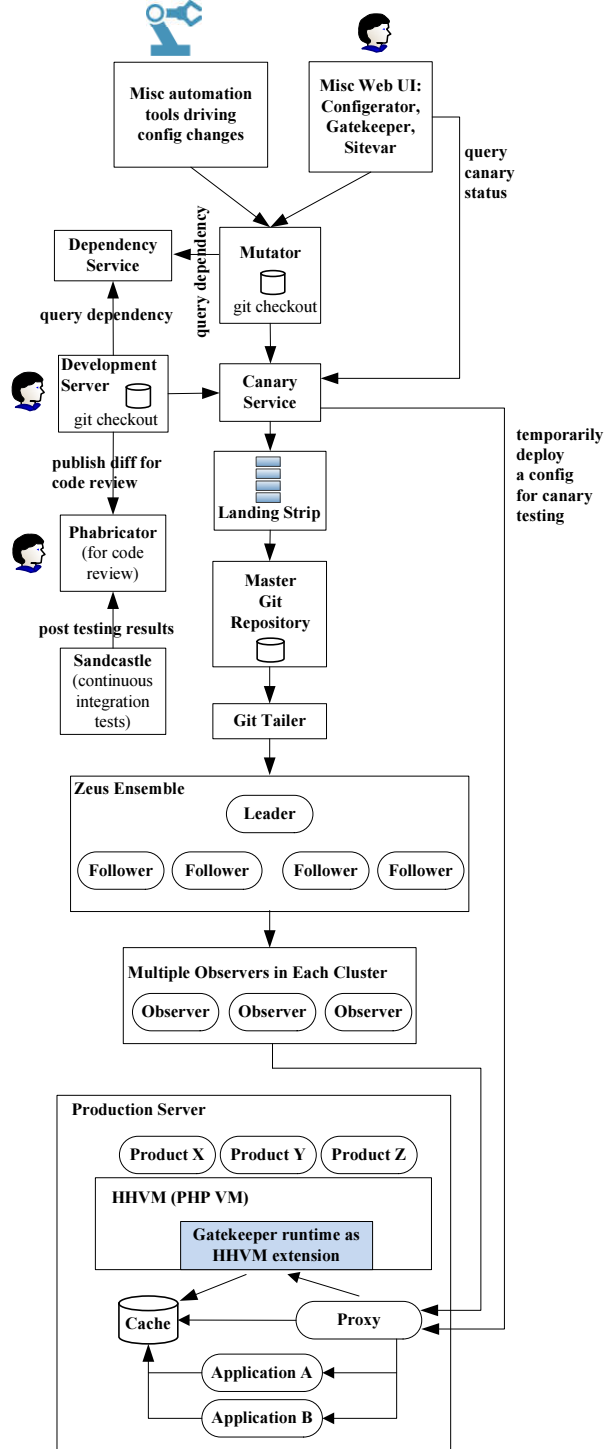 Misc automation
tools driving
config changes
Misc Web UI:
Configerator,
Gatekeeper,
Sitevar
query
canary
status
Dependency
Service
query dependency
Mutator
git checkout
query dependency
Development
Server
git checkout
Canary
Service
publish diff for
code review
temporarily
deploy
a config
for canary
testing
Landing Strip
Phabricator
(for code
review)
Master
Git
Repository
post testing results
Sandcastle
(continuous
integration
tests)
Git Tailer
Zeus Ensemble
Leader
Follower
Follower
Follower
Follower
Multiple Observers in Each Cluster
Observer
Observer
Observer
Production Server
Product X
Product Y
Product Z
HHVM (PHP VM)
Gatekeeper runtime as
HHVM extension
Cache
Proxy
Application A
Application B